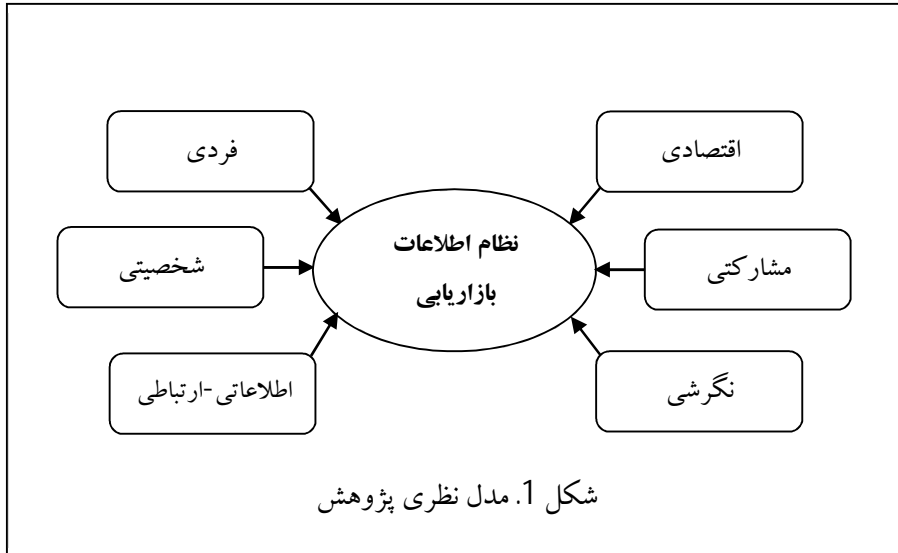 اقتصادی
فردی
نظام اطلاعات
بازاریابی
مشارکتی
شخصیتی
نگرشی
اطلاعاتی-ارتباطی
شکل 1. مدل نظری پژوهش